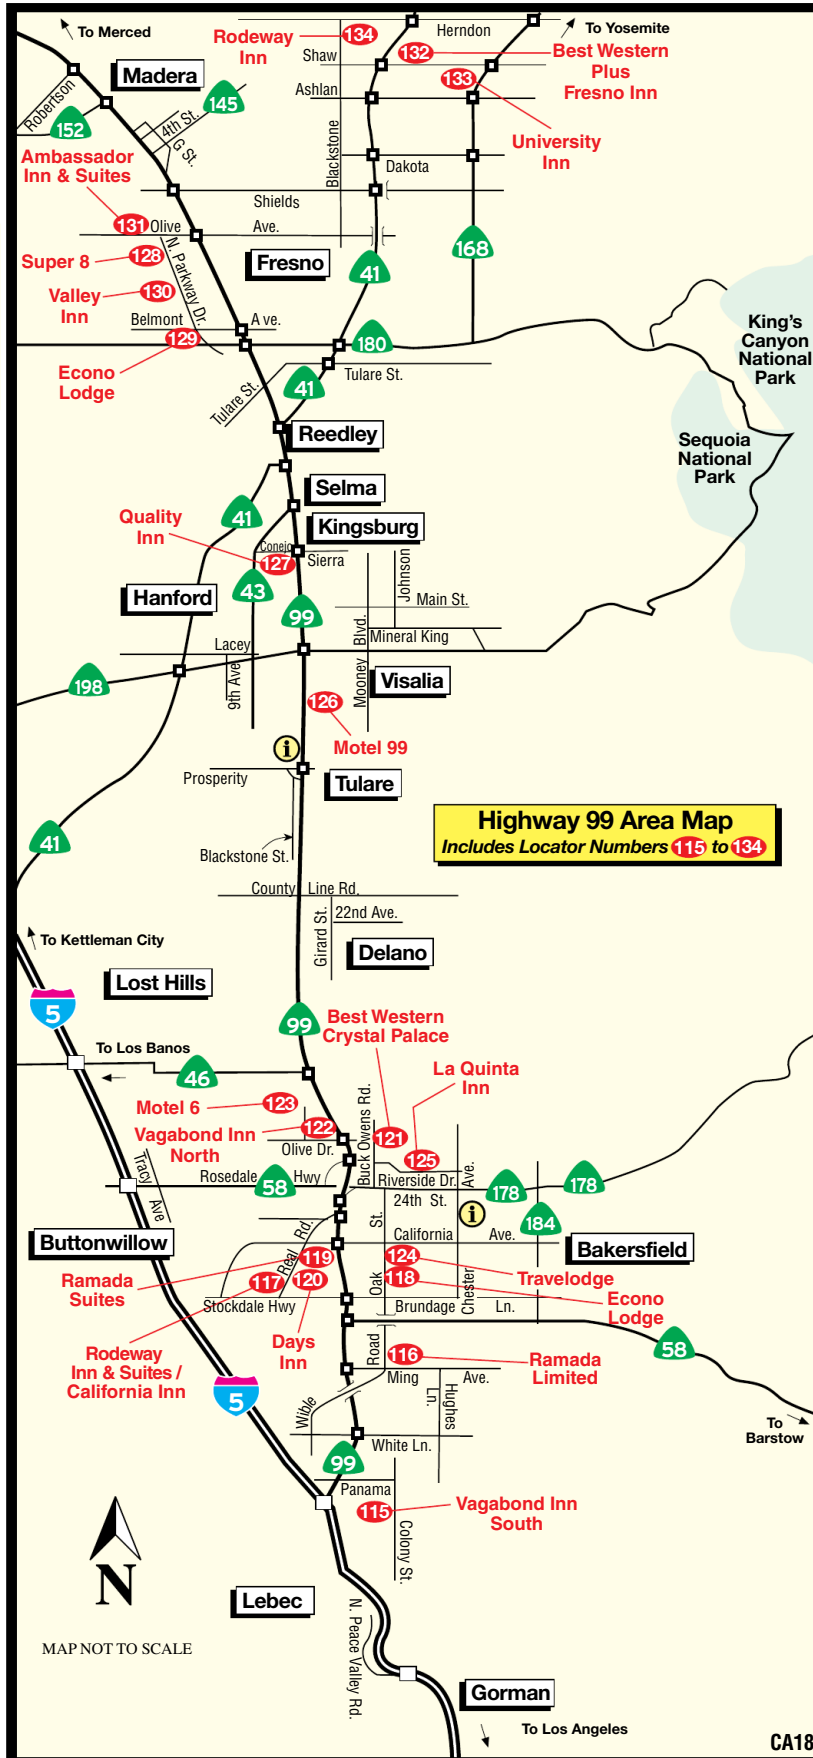 To Merced
Rodeway
Inn
134
Herndon
To Yosemite
Shaw
132
Best Western
Plus
Fresno Inn
Madera
133
Robertson
145
Ashlan
152
4th St.
G St.
Blackstone
University
Inn
Ambassador
Inn & Suites
Dakota
Shields
131
Olive
Ave.
168
Super 8
128
N. Parkway Dr.
Fresno
41
Valley
Inn
130
Belmont
Ave.
129
180
King's
Canyon
National
Park
Econo
Lodge
Tulare St.
41
Tulare St.
Reedley
Sequoia
National
Park
Selma
41
Quality
Inn
Kingsburg
Conejo
127
Sierra
Johnson
43
Hanford
99
Main St.
Blvd.
Mineral King
Lacey
198
9th Ave
Mooney
Visalia
126
Motel 99
i
Prosperity
Tulare
Highway 99 Area Map
Includes Locator Numbers 115 to 134
41
Blackstone St.
County Line Rd.
Girard St.
22nd Ave.
To Kettleman City
Delano
Lost Hills
5
99
Best Western
Crystal Palace
To Los Banos
46
La Quinta
Inn
Motel 6
123
Buck Owens Rd.
Vagabond Inn
North
122
121
Olive Dr.
125
Tracy
Ave
Rosedale
58
Hwy
Riverside Dr.
Ave.
178
178
24th St.
i
184
St.
Real Rd.
California
Ave.
Buttonwillow
Bakersfield
119
124
Ramada
Suites
117
120
Oak
118
Travelodge
Chester
Econo
Lodge
Stockdale Hwy
Brundage
Ln.
Days
Inn
Rodeway
Inn & Suites /
California Inn
Road
116
Ramada
Limited
58
Ming
Ave.
5
Wible
Hughes
Ln.
To
Barstow
White Ln.
99
Panama
115
Vagabond Inn
South
Colony St.
N
Lebec
MAP NOT TO SCALE
N. Peace Valley Rd.
Gorman
To Los Angeles
CA18